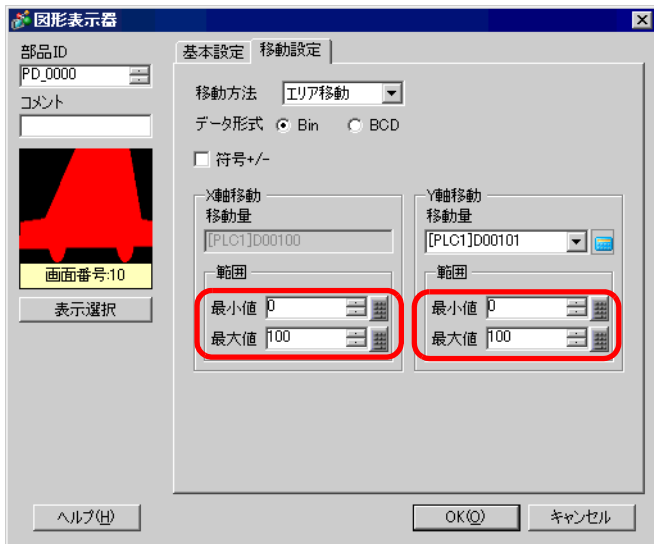 図形表示器
部品ID
PD_0000
コメント
画面番号:10
表示選択
基本設定
移動設定
移動方法
エリア移動
データ形式
Bin
BCD
符号+/-
X軸移動
移動量
[PLC1]D00100
範囲
最小値
0
最大値
100
Y軸移動
移動量
[PLC1]D00101
範囲
最小値
0
最大値
100
ヘルプ(H)
OK(O)
キャンセル